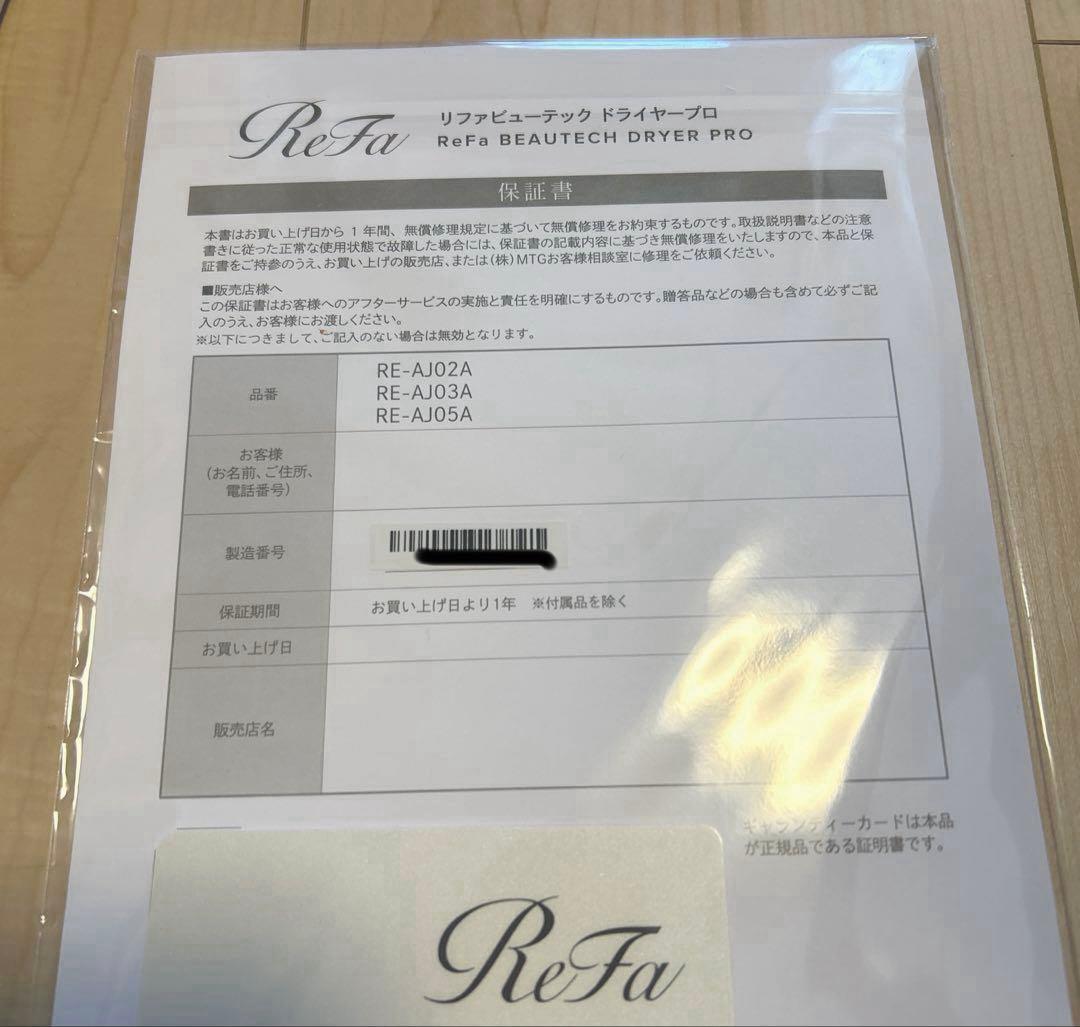 ReFa
リファビューテック ドライヤープロ
ReFa BEAUTECH DRYER PRO
保証書
本書はお買い上げ日から 1 年間、無償修理規定に基づいて無償修理をお約束するものです。取扱説明書などの注意
書きに従った正常な使用状態で故障した場合には、保証書の記載内容に基づき無償修理をいたしますので、本品と保
証書をご持参のうえ、お買い上げの販売店、または(株)MTGお客様相談室に修理をご依頼ください。
■販売店様へ
この保証書はお客様へのアフターサービスの実施と責任を明確にするものです。贈答品などの場合も含めて必ずご記
入のうえ、お客様にお渡しください。
※以下につきまして、ご記入のない場合は無効となります。
品番
RE-AJ02A
RE-AJ03A
RE-AJ05A
お客様
(お名前、ご住所、
電話番号)
製造番号
保証期間
お買い上げ日より1年 ※付属品を除く
お買い上げ日
販売店名
ギャランティーカードは本品
が正規品である証明書です。
ReFa